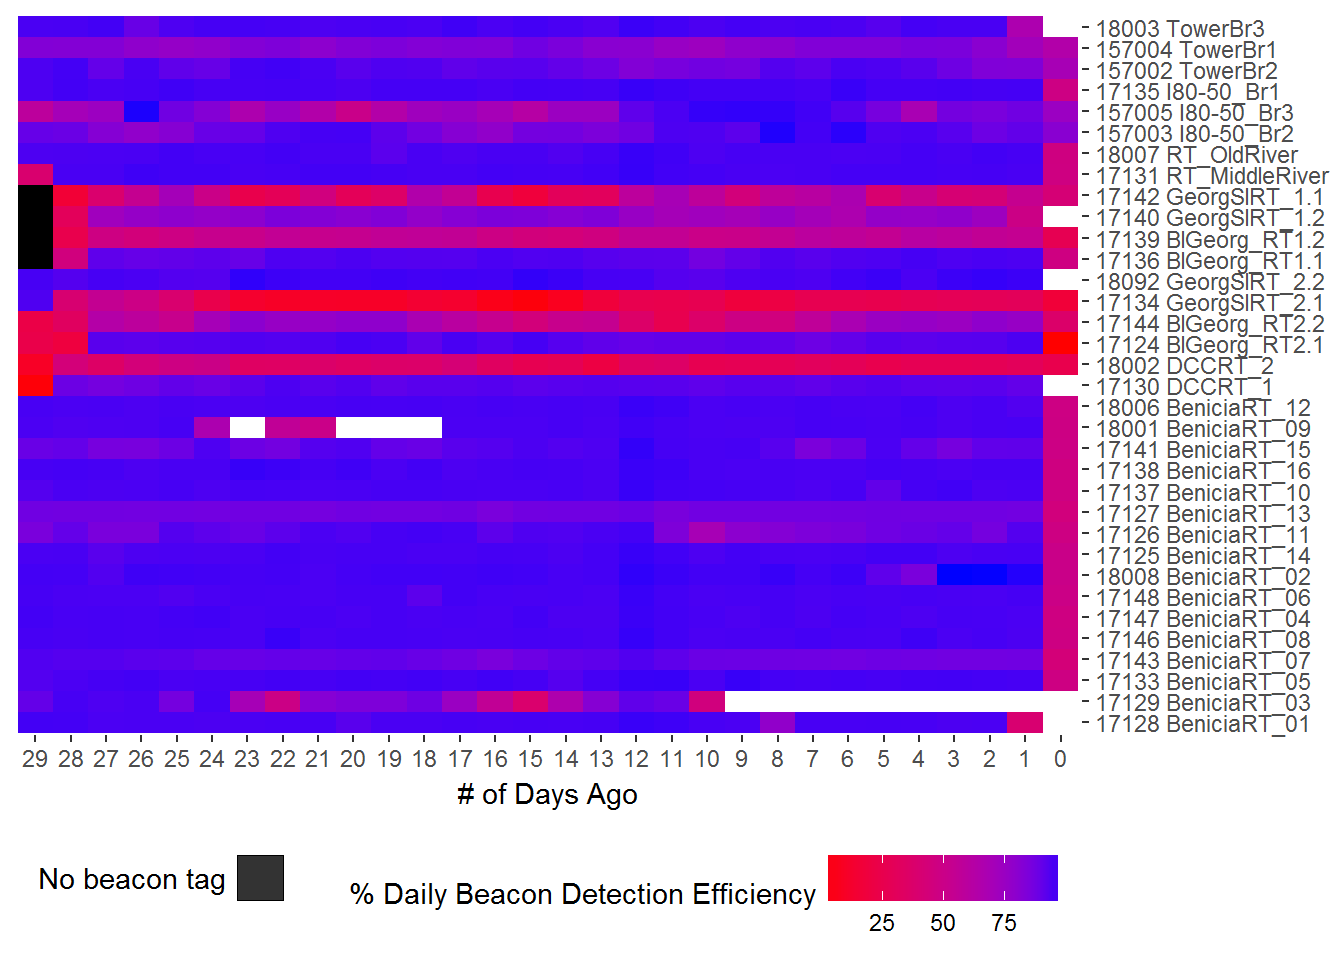 18003 TowerBr3
157004 TowerBr1
157002 TowerBr2
17135 I80-50_Br1
157005 I80-50_Br3
157003 I80-50_Br2
18007 RT_OldRiver
17131 RT_MiddleRiver
17142 GeorgSlRT_1.1
17140 GeorgSlRT_1.2
17139 BlGeorg_RT1.2
17136 BlGeorg_RT1.1
18092 GeorgSlRT_2.2
17134 GeorgSlRT_2.1
17144 BlGeorg_RT2.2
17124 BlGeorg_RT2.1
18002 DCCRT_2
17130 DCCRT_1
18006 BeniciaRT_12
18001 BeniciaRT_09
17141 BeniciaRT_15
17138 BeniciaRT_16
17137 BeniciaRT_10
17127 BeniciaRT_13
17126 BeniciaRT_11
17125 BeniciaRT_14
18008 BeniciaRT_02
17148 BeniciaRT_06
17147 BeniciaRT_04
17146 BeniciaRT_08
17143 BeniciaRT_07
17133 BeniciaRT_05
17129 BeniciaRT_03
17128 BeniciaRT_01
29 28 27 26 25 24 23 22 21 20 19 18 17 16 15 14 13 12 11 10 9 8 7 6 5 4 3 2 1 0
# of Days Ago
No beacon tag
% Daily Beacon Detection Efficiency
25 50 75